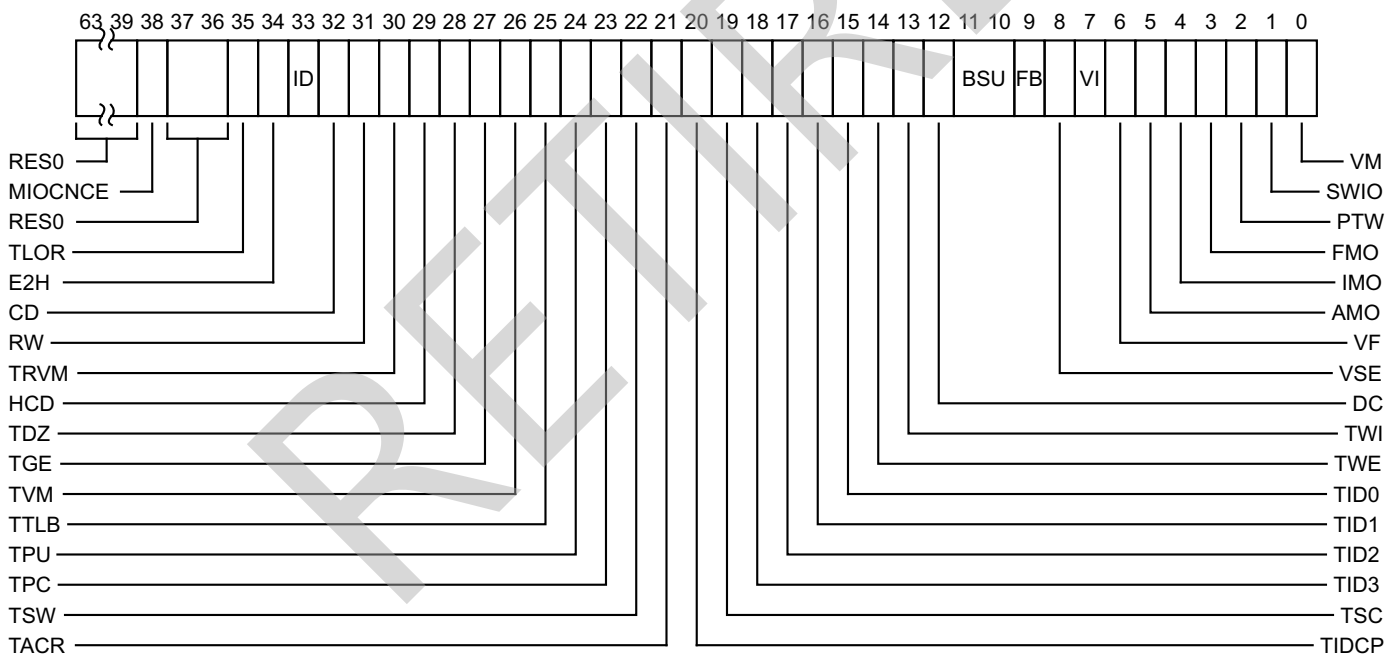 63 39 38 37 36 35 34 33 32 31 30 29 28 27 26 25 24 23 22 21 20 19 18 17 16 15 14 13 12 11 10 9 8 7 6 5 4 3 2 1 0
ID BSU FB VI
RES0 VM
MIOCNCE SWIO
RES0 PTW
TLOR FMO
E2H IMO
CD AMO
RW VF
TRVM VSE
HCD DC
TDZ TWI
TGE TWE
TVM TID0
TTLB TID1
TPU TID2
TPC TID3
TSW TSC
TACR TIDCP
RETIRE